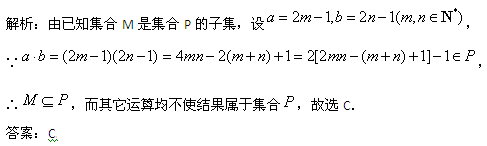 解析：由已知集合 M 是集合 P 的子集，设 a = 2m − 1, b = 2n − 1(m, n ∈ N*)，
∵ a · b = (2m − 1)(2n − 1) = 4mn − 2(m + n) + 1 = 2[2mn − (m + n) + 1] − 1 ∈ P，
∴ M ⊆ P，而其它运算均不使结果属于集合 P，故选 C.
答案：C